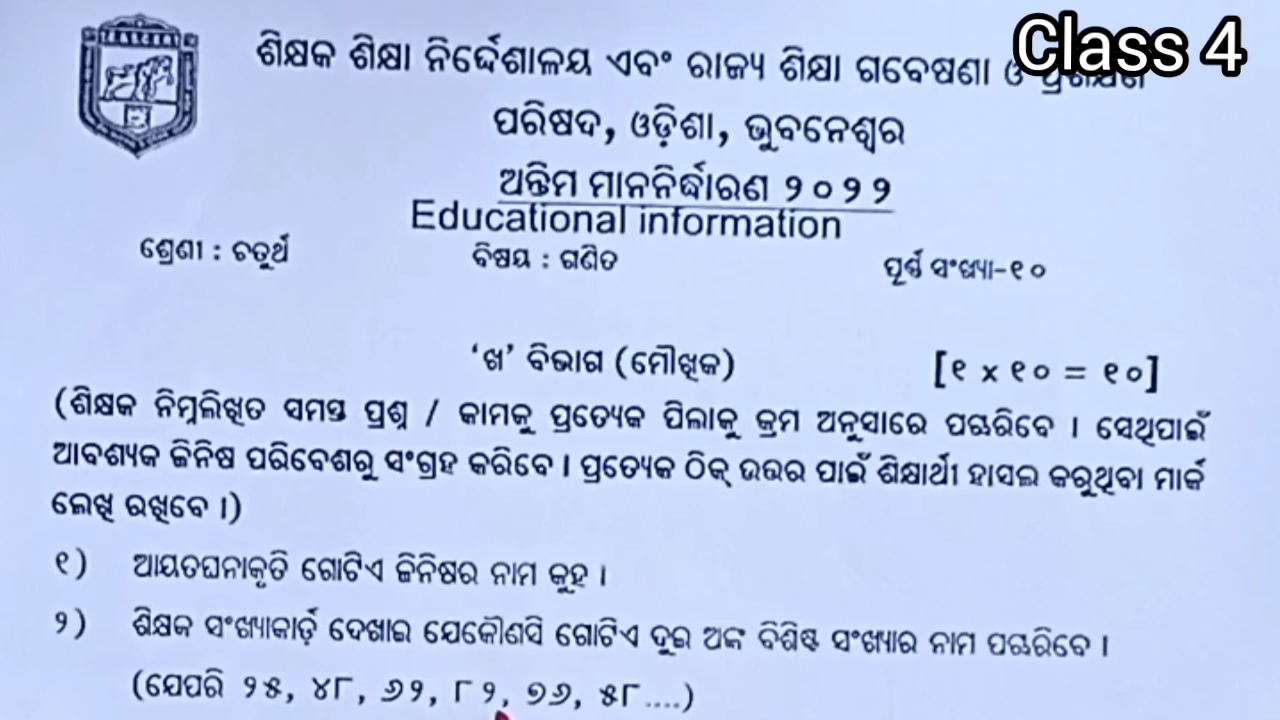 Class 4
ଶିକ୍ଷକ ଶିକ୍ଷା ନିର୍ଦ୍ଦେଶାଳୟ ଏବଂ ରାଜ୍ୟ ଶିକ୍ଷା ଗବେଷଣା ଓ
ପରିଷଦ, ଓଡ଼ିଶା, ଭୁବନେଶ୍ୱର
ଅନ୍ତିମ ମାନନିର୍ଦ୍ଧାରଣ ୨୦୨୨
Educational information
ଶ୍ରେଣୀ : ଚତୁର୍ଥ ବିଷୟ : ଗଣିତ ପୂର୍ଣ୍ଣ ସଂଖ୍ୟା-୧୦
‘ଖ’ ବିଭାଗ (ମୌଖିକ) [୧ x ୧୦ = ୧୦]
(ଶିକ୍ଷକ ନିମ୍ନଲିଖିତ ସମସ୍ତ ପ୍ରଶ୍ନ / କାମକୁ ପ୍ରତ୍ୟେକ ପିଲାକୁ କ୍ରମ ଅନୁସାରେ ପଚ୍ଚରିବେ । ସେଥିପାଇଁ
ଆବଶ୍ୟକ ଜିନିଷ ପରିବେଶରୁ ସଂଗ୍ରହ କରିବେ । ପ୍ରତ୍ୟେକ ଠିକ୍ ଉତ୍ତର ପାଇଁ ଶିକ୍ଷାର୍ଥୀ ହାସଲ କରୁଥିବା ମାର୍କ
ଲେଖି ରଖିବେ ।)
୧) ଆୟତଘନାକୃତି ଗୋଟିଏ ଜିନିଷର ନାମ କୁହ ।
୨) ଶିକ୍ଷକ ସଂଖ୍ୟାକାର୍ଡ଼ ଦେଖାଇ ଯେକୌଣସି ଗୋଟିଏ ଦୁଇ ଅଙ୍କ ବିଶିଷ୍ଟ ସଂଖ୍ୟାର ନାମ ପଚ୍ଚରିବେ ।
(ଯେପରି ୨୫, ୪୮, ୬୨, ୮୨, ୭୬, ୫୮....)